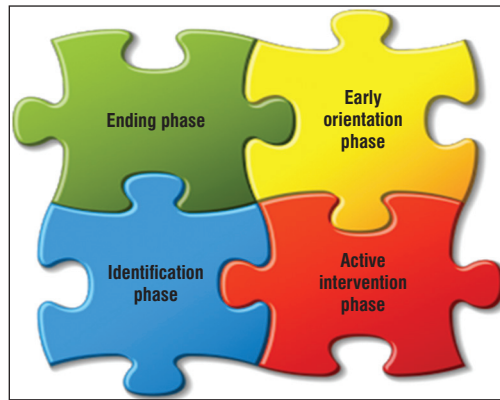 Ending phase
Early
orientation
phase
Identification
phase
Active
intervention
phase